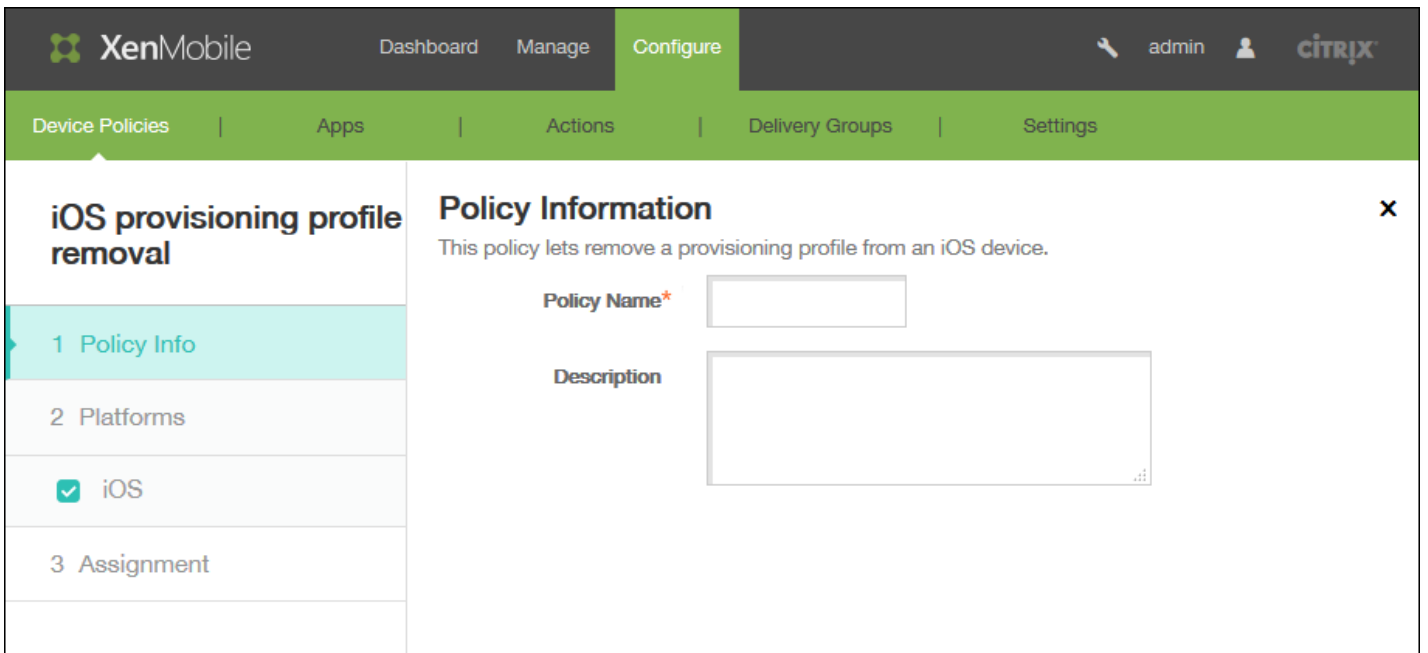 XenMobile Dashboard Manage Configure admin CİTRIX
Device Policies | Apps | Actions | Delivery Groups | Settings
iOS provisioning profile
removal
1 Policy Info
2 Platforms
iOS
3 Assignment
Policy Information
This policy lets remove a provisioning profile from an iOS device.
Policy Name*
Description